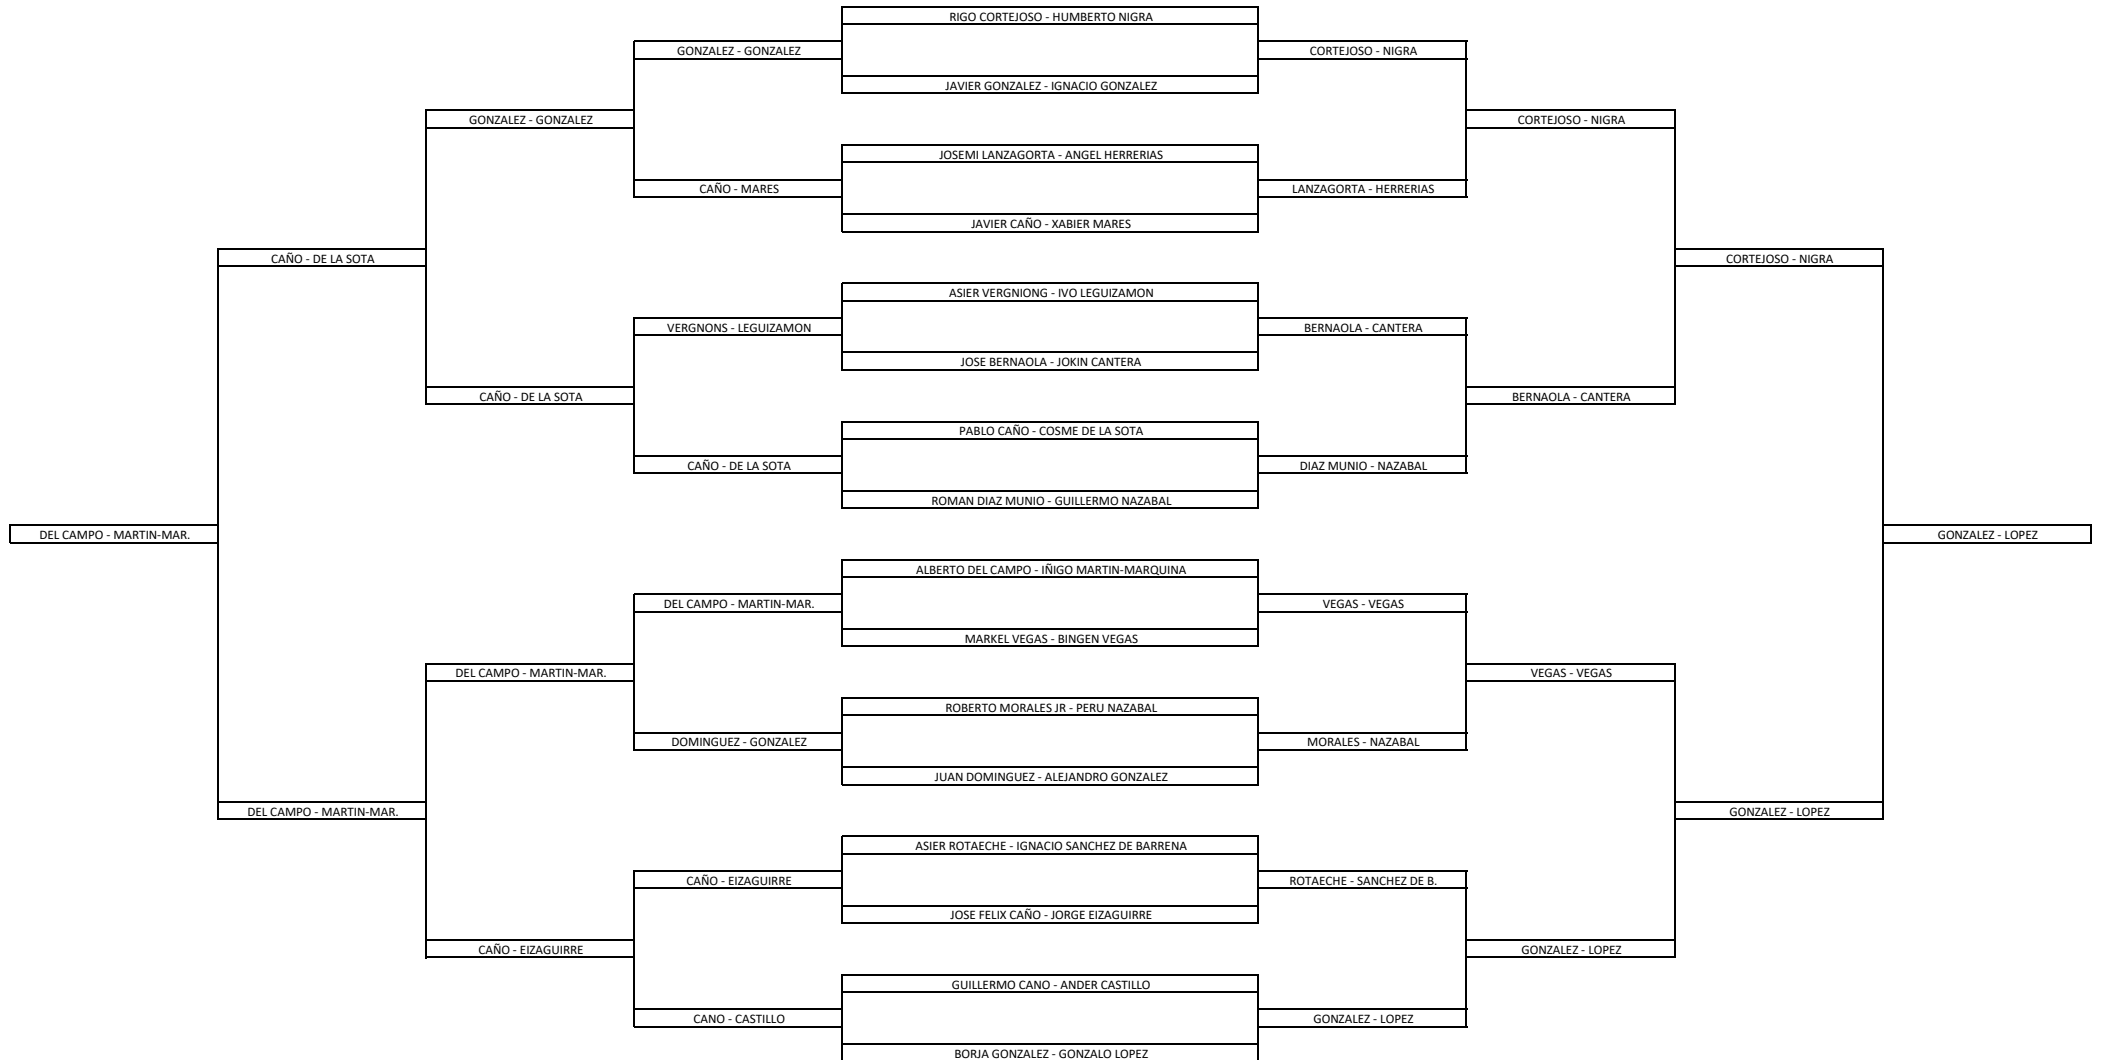 RIGO CORTEJOSO - HUMBERTO NIGRA
GONZALEZ - GONZALEZ
CORTEJOSO - NIGRA
JAVIER GONZALEZ - IGNACIO GONZALEZ
GONZALEZ - GONZALEZ
CORTEJOSO - NIGRA
JOSEMI LANZAGORTA - ANGEL HERRERIAS
CAÑO - MARES
LANZAGORTA - HERRERIAS
JAVIER CAÑO - XABIER MARES
CAÑO - DE LA SOTA
CORTEJOSO - NIGRA
ASIER VERGNIONG - IVO LEGUIZAMON
VERGNONS - LEGUIZAMON
BERNAOLA - CANTERA
JOSE BERNAOLA - JOKIN CANTERA
CAÑO - DE LA SOTA
BERNAOLA - CANTERA
PABLO CAÑO - COSME DE LA SOTA
CAÑO - DE LA SOTA
DIAZ MUNIO - NAZABAL
ROMAN DIAZ MUNIO - GUILLERMO NAZABAL
DEL CAMPO - MARTIN-MAR.
GONZALEZ - LOPEZ
ALBERTO DEL CAMPO - IÑIGO MARTIN-MARQUINA
DEL CAMPO - MARTIN-MAR.
VEGAS - VEGAS
MARKEL VEGAS - BINGEN VEGAS
DEL CAMPO - MARTIN-MAR.
VEGAS - VEGAS
ROBERTO MORALES JR - PERU NAZABAL
DOMINGUEZ - GONZALEZ
MORALES - NAZABAL
JUAN DOMINGUEZ - ALEJANDRO GONZALEZ
DEL CAMPO - MARTIN-MAR.
GONZALEZ - LOPEZ
ASIER ROTAECHE - IGNACIO SANCHEZ DE BARRENA
CAÑO - EIZAGUIRRE
ROTAECHE - SANCHEZ DE B.
JOSE FELIX CAÑO - JORGE EIZAGUIRRE
CAÑO - EIZAGUIRRE
GONZALEZ - LOPEZ
GUILLERMO CANO - ANDER CASTILLO
CANO - CASTILLO
GONZALEZ - LOPEZ
BORJA GONZALEZ - GONZALO LOPEZ